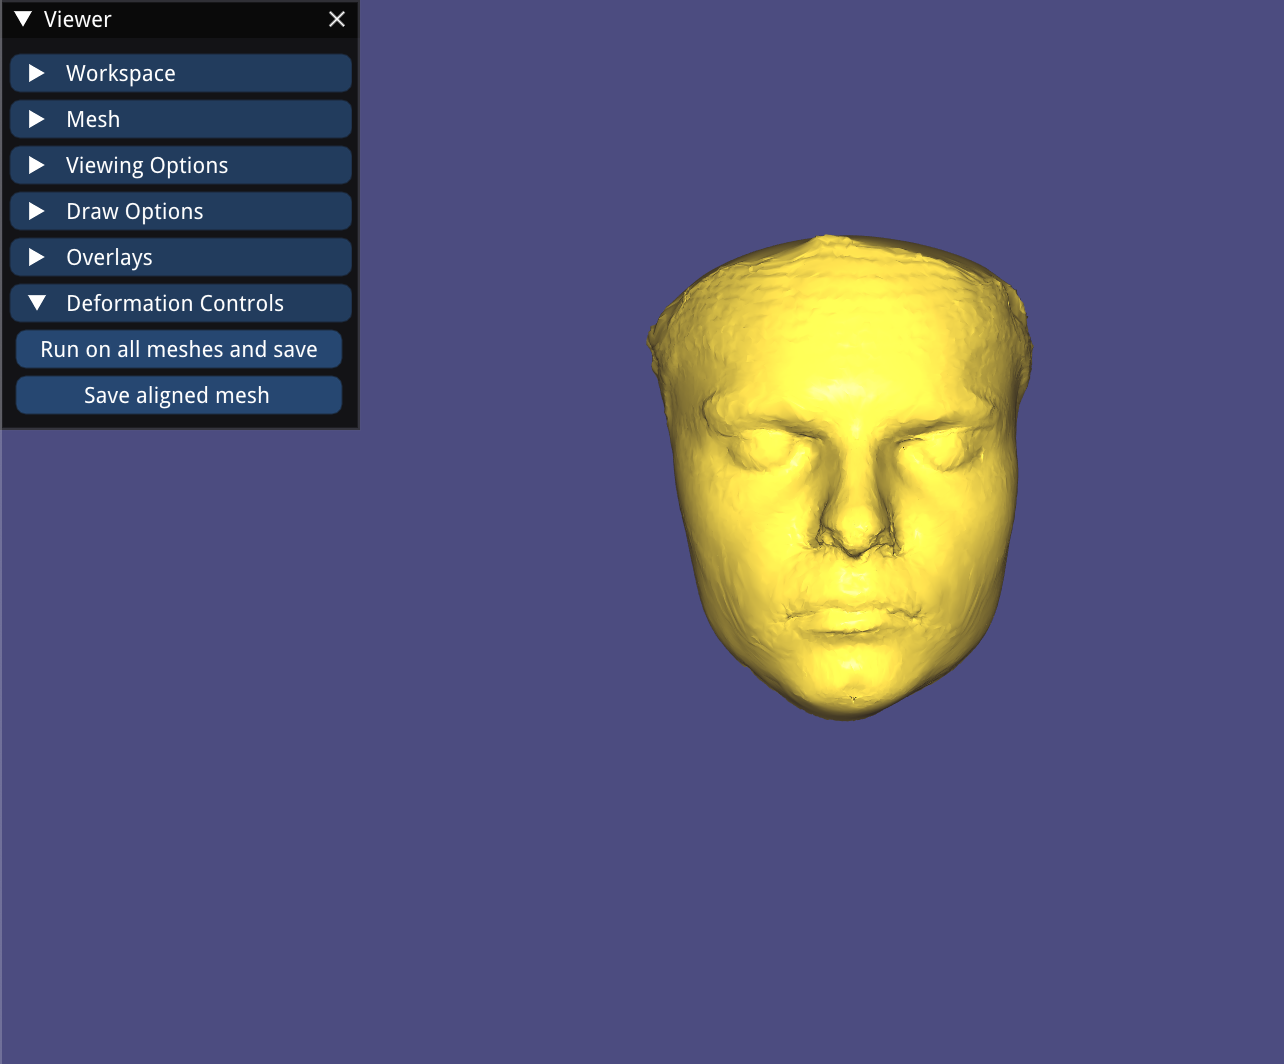 Viewer
Workspace
Mesh
Viewing Options
Draw Options
Overlays
Deformation Controls
Run on all meshes and save
Save aligned mesh